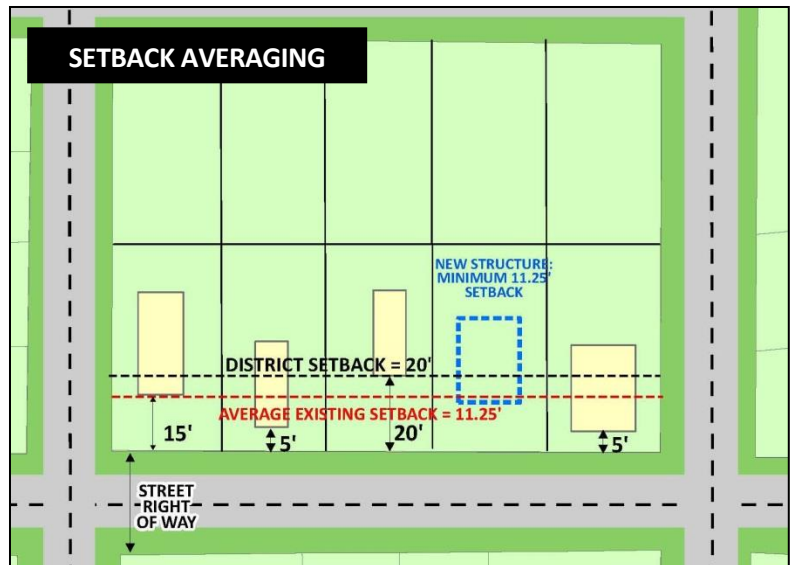 SETBACK AVERAGING
NEW STRUCTURE:
MINIMUM 11.25'
SETBACK
DISTRICT SETBACK = 20'
AVERAGE EXISTING SETBACK = 11.25'
15'
5'
20'
5'
STREET
RIGHT
OF WAY